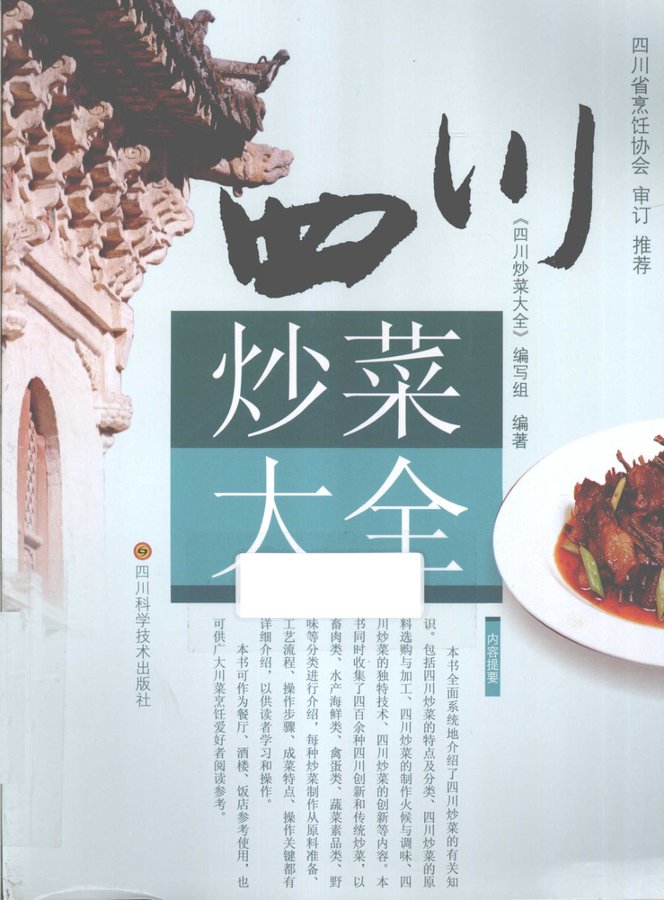 四川省烹饪协会 审订 推荐
四川
《四川炒菜大全》编写组 编著
炒菜
大全
四川科学技术出版社
内容提要
本书全面系统地介绍了四川炒菜的有关知
识。包括四川炒菜的特点及分类、四川炒菜的原
料选购与加工、四川炒菜的制作火候与调味、四
川炒菜的独特技术、四川炒菜的创新等内容。本
书同时收集了四百余种四川创新和传统炒菜，以
畜肉类、水产海鲜类、禽蛋类、蔬菜素品类、野
味等分类进行介绍，每种炒菜制作从原料准备、
工艺流程、操作步骤、成菜特点、操作关键都有
详细介绍，以供读者学习和操作。
本书可作为餐厅、酒楼、饭店参考使用，也
可供广大川菜烹饪爱好者阅读参考。